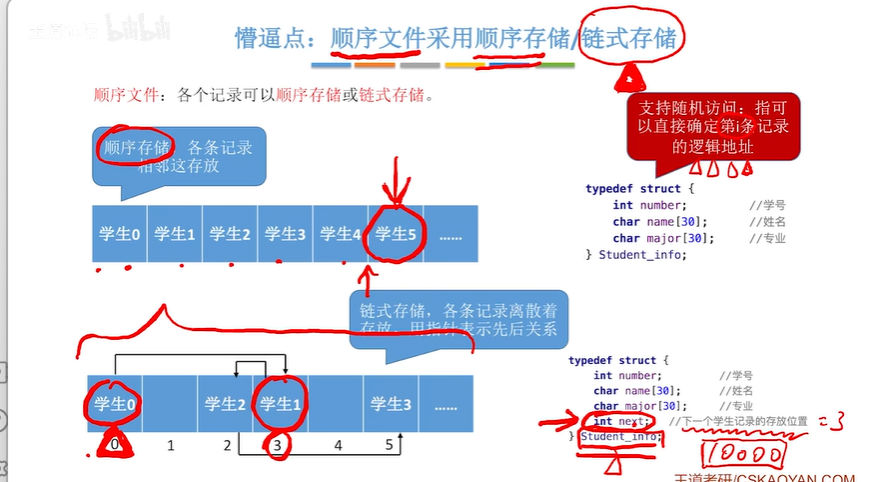 懵逼点：顺序文件采用顺序存储/链式存储
顺序文件：各个记录可以顺序存储或链式存储。
支持随机访问：指可以直接确定第i条记录的逻辑地址
顺序存储，各条记录相邻这存放
学生0 学生1 学生2 学生3 学生4 学生5 ……
typedef struct {
int number; //学号
char name[30]; //姓名
char major[30]; //专业
} Student_info;
链式存储，各条记录离散着存放，用指针表示先后关系
学生0 学生2 学生1 学生3 ……
0 1 2 3 4 5
typedef struct {
int number; //学号
char name[30]; //姓名
char major[30]; //专业
int next; //下一个学生记录的存放位置 =3
} Student_info;
10000
王道考研/CSKAOYAN.COM